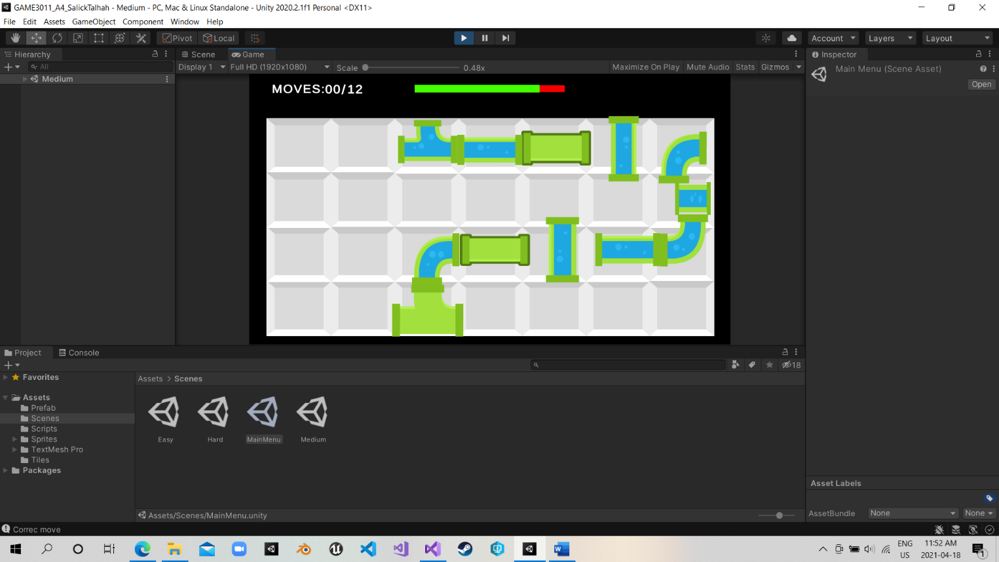 GAME3011_A4_SalickTalhah - Medium - PC, Mac & Linux Standalone - Unity 2020.2.1f1 Personal <DX11>
File Edit Assets GameObject Component Window Help
Pivot Local Account Layers Layout
Hierarchy Scene Game Inspector
All Display 1 Full HD (1920x1080) Scale 0.48x Maximize On Play Mute Audio Stats Gizmos Main Menu (Scene Asset)
Medium
Open
MOVES:00/12
Project Console
18
Favorites
Assets > Scenes
Assets
Prefab
Scenes
Scripts
Sprites
TextMesh Pro
Tiles
Packages
Easy Hard MainMenu Medium
Asset Labels
Assets/Scenes/MainMenu.unity
AssetBundle None None
Correc move
ENG
US
11:52 AM
2021-04-18
1